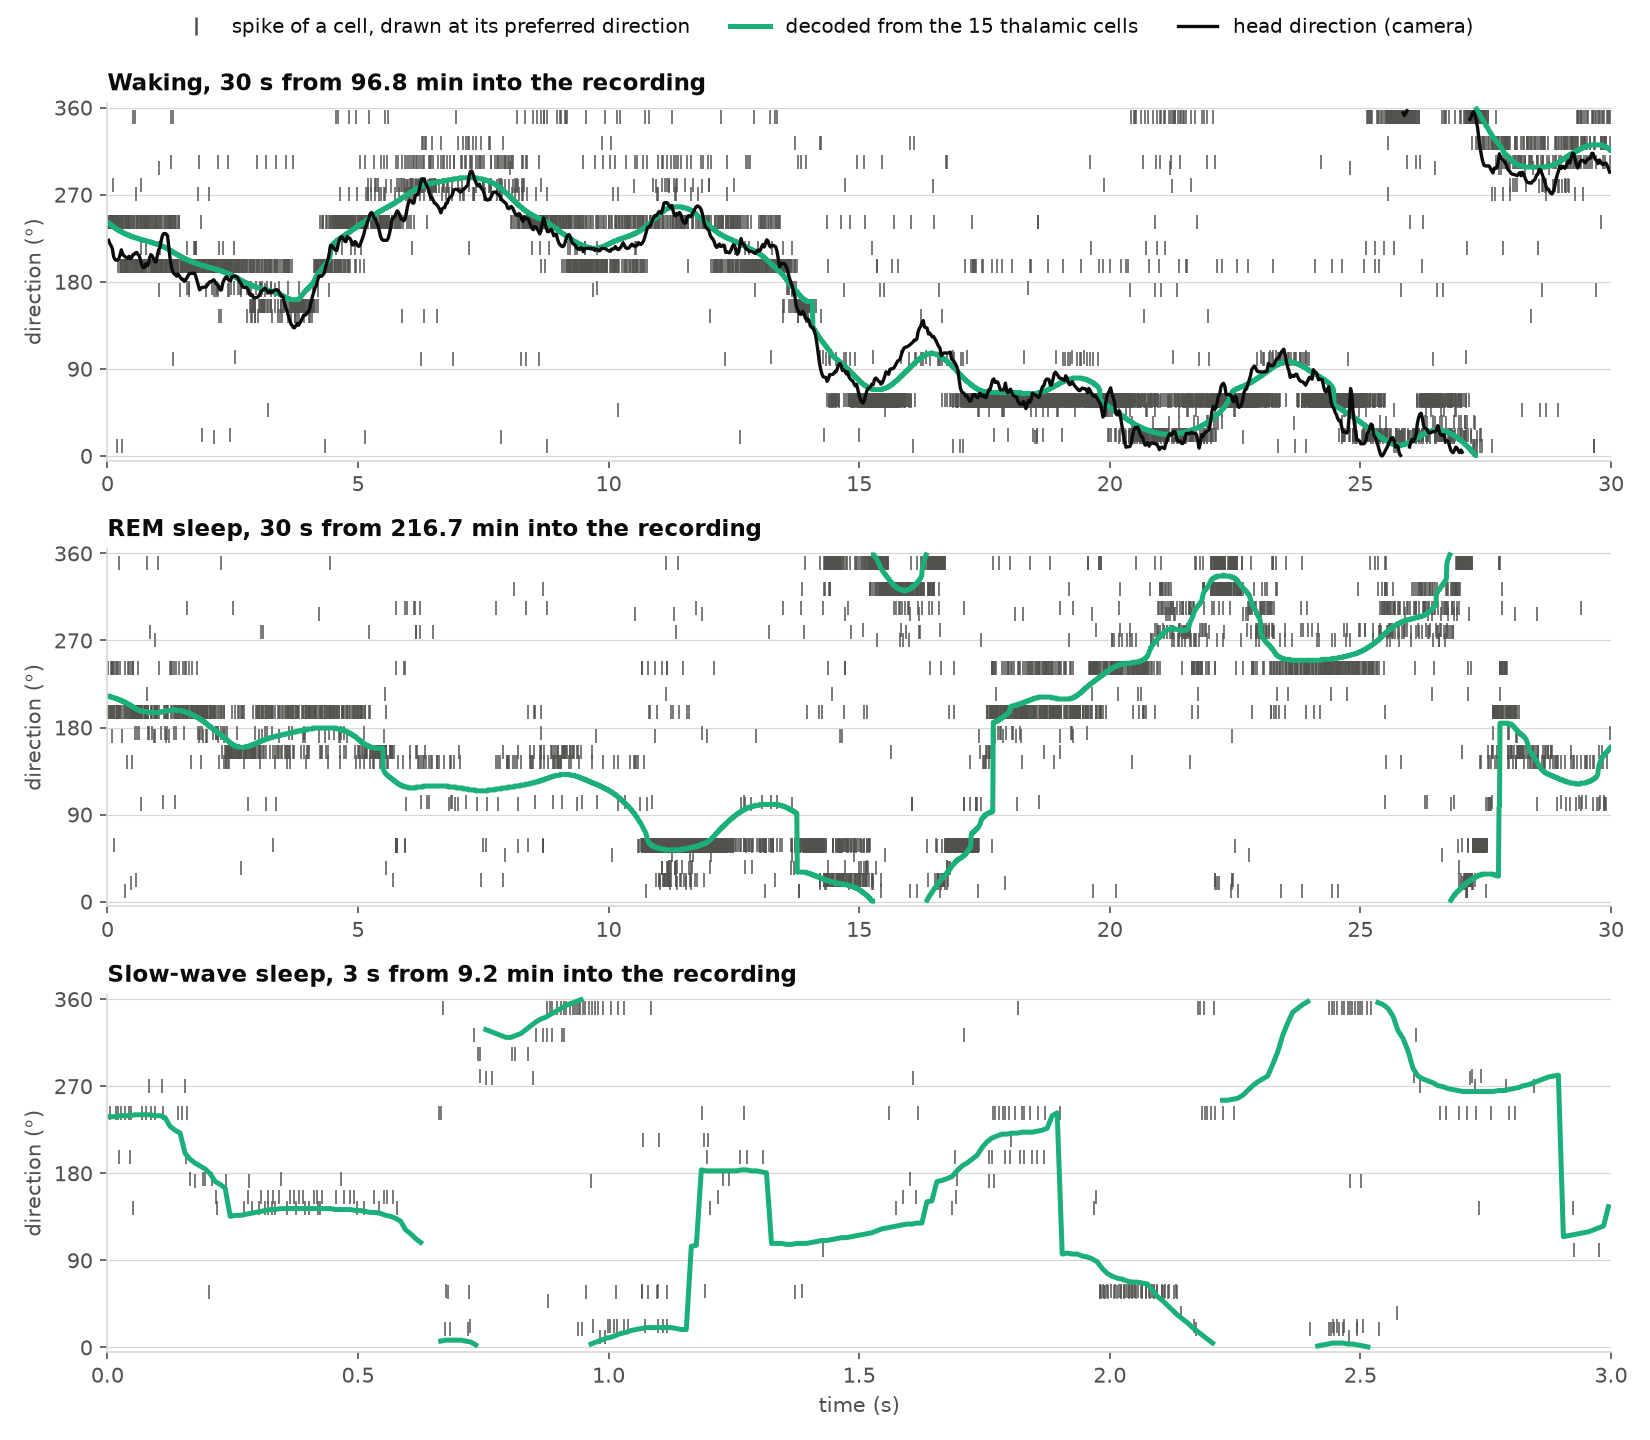 spike of a cell, drawn at its preferred direction decoded from the 15 thalamic cells head direction (camera)
Waking, 30 s from 96.8 min into the recording
360
270
180
90
0
direction (°)
0 5 10 15 20 25 30
REM sleep, 30 s from 216.7 min into the recording
360
270
180
90
0
direction (°)
0 5 10 15 20 25 30
Slow-wave sleep, 3 s from 9.2 min into the recording
360
270
180
90
0
direction (°)
0.0 0.5 1.0 1.5 2.0 2.5 3.0
time (s)